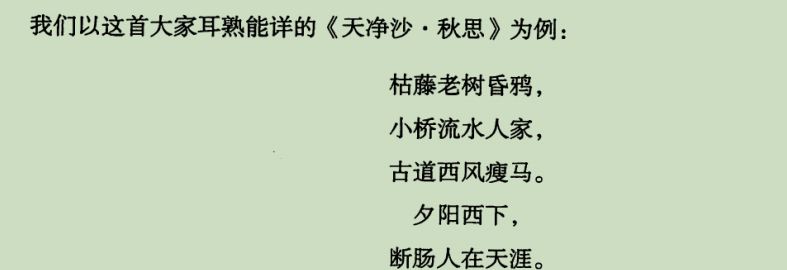 我们以这首大家耳熟能详的《天净沙·秋思》为例：
枯藤老树昏鸦，
小桥流水人家，
古道西风瘦马。
夕阳西下，
断肠人在天涯。